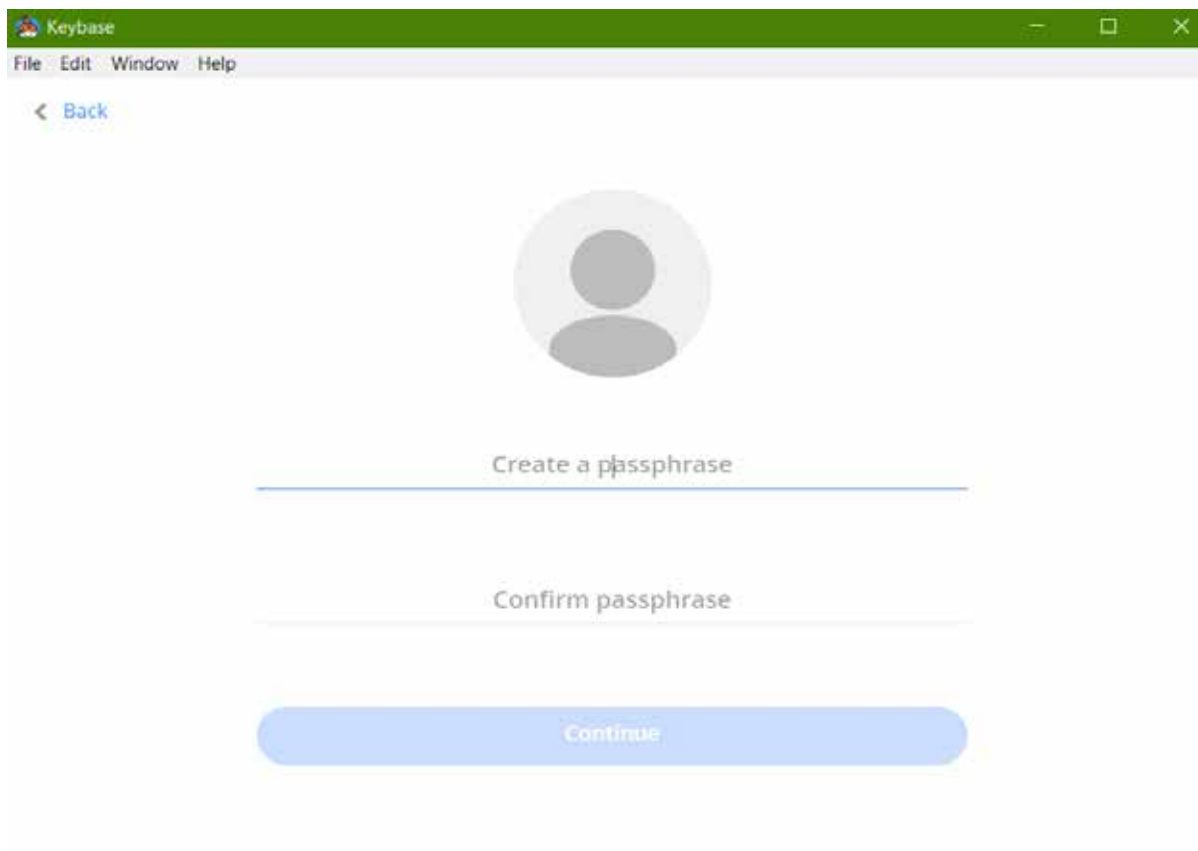 Keybase
File Edit Window Help
Back
Create a passphrase
Confirm passphrase
Continue